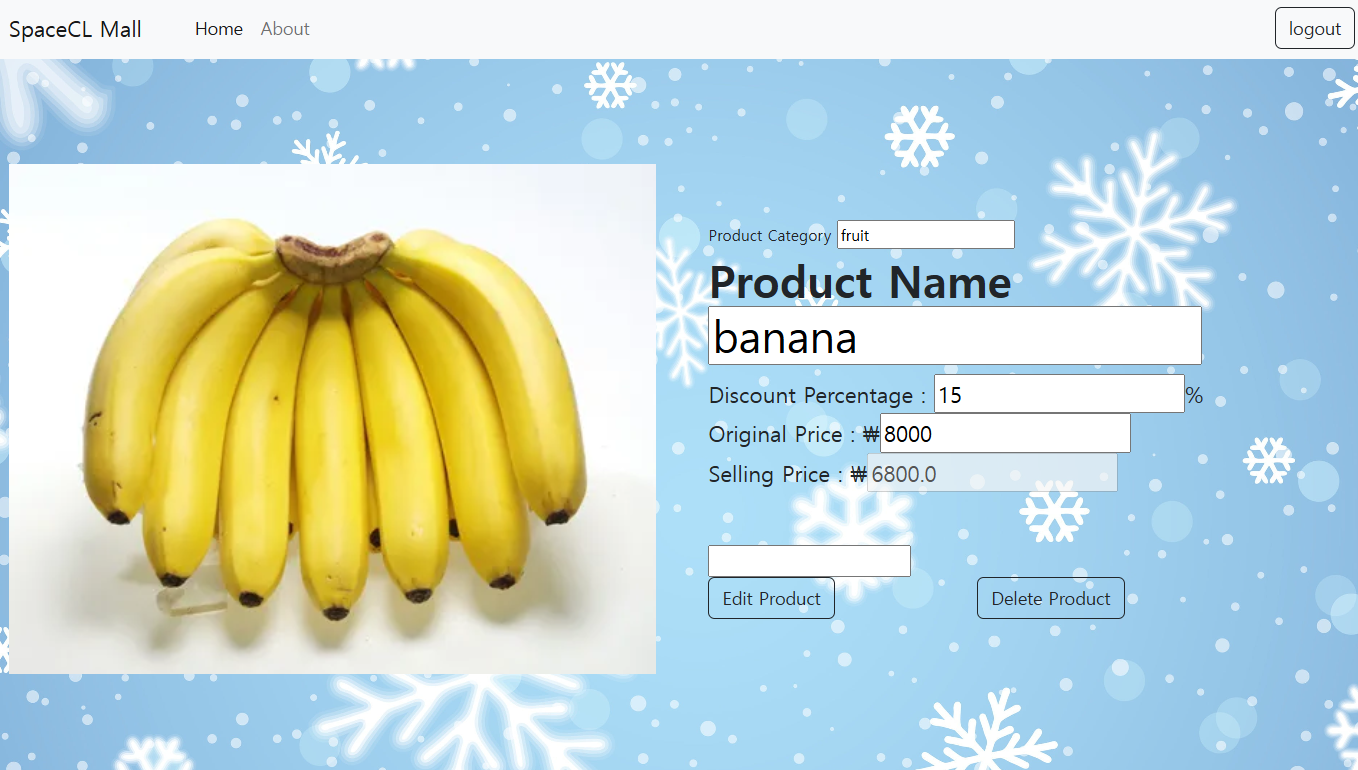 SpaceCL Mall Home About logout
Product Category fruit
Product Name
banana
Discount Percentage : 15%
Original Price : ₩8000
Selling Price : ₩6800.0
Edit Product Delete Product